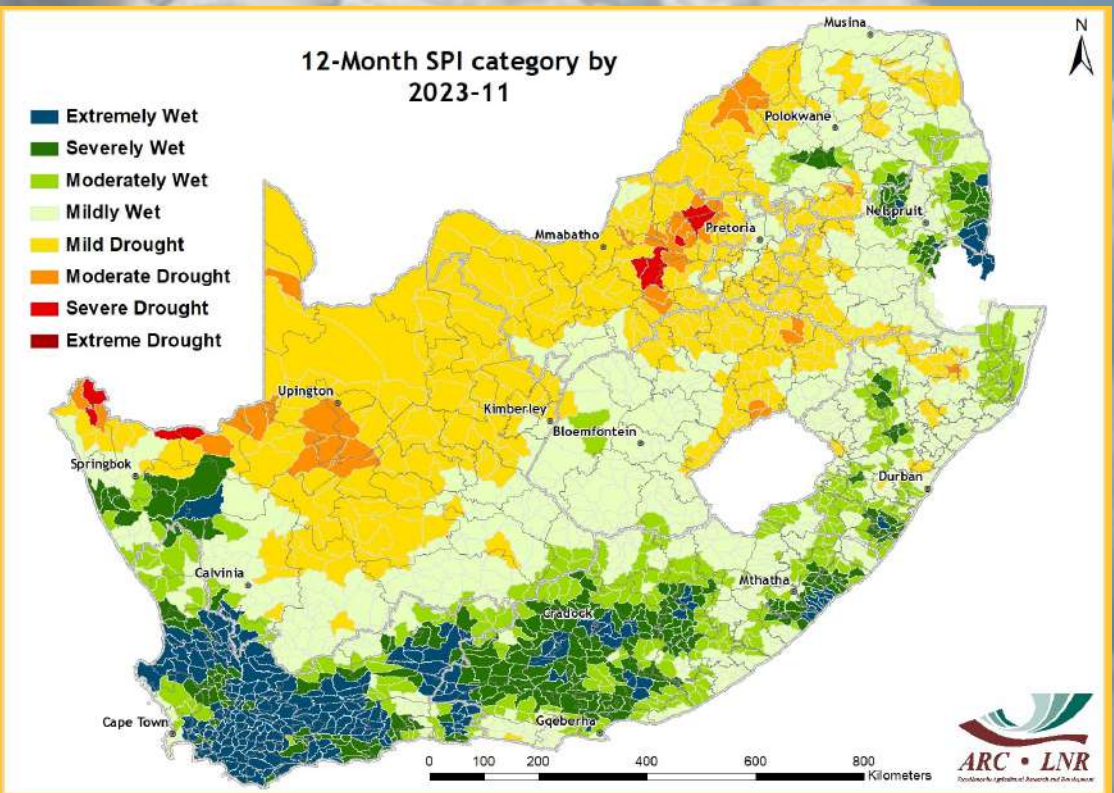 12-Month SPI category by
2023-11
N
Extremely Wet
Severely Wet
Moderately Wet
Mildly Wet
Mild Drought
Moderate Drought
Severe Drought
Extreme Drought
Musina
Polokwane
Nelspruit
Mmabatho
Pretoria
Upington
Kimberley
Bloemfontein
Springbok
Durban
Calvinia
Mthatha
Cradock
Cape Town
Gqeberha
0 100 200 400 600 800
Kilometers
ARC • LNR